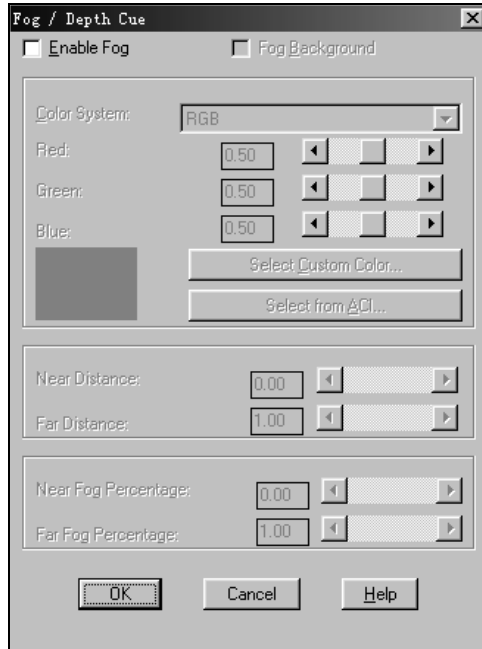 Fog / Depth Cue
Enable Fog
Fog Background
Color System:
RGB
Red:
0.50
Green:
0.50
Blue:
0.50
Select Custom Color...
Select from ACI...
Near Distance:
0.00
Far Distance:
1.00
Near Fog Percentage:
0.00
Far Fog Percentage:
1.00
OK
Cancel
Help